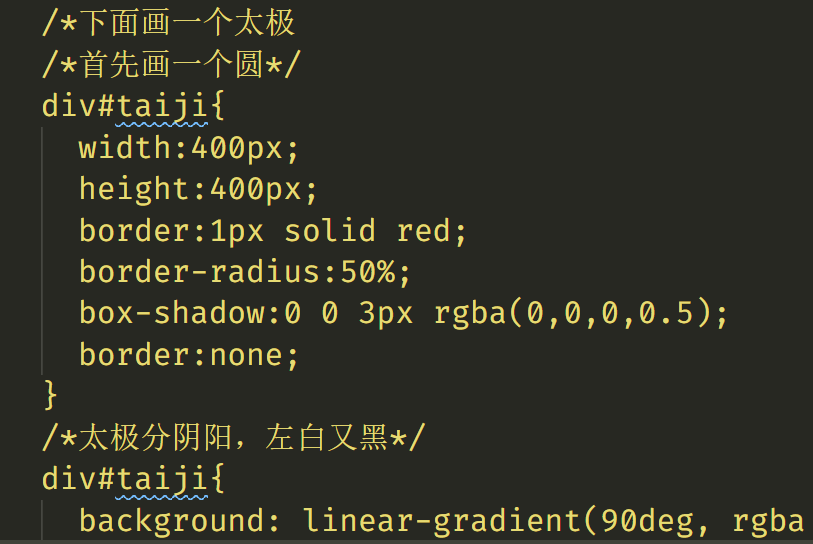 /*下面画一个太极
/*首先画一个圆*/
div#taiji{
width:400px;
height:400px;
border:1px solid red;
border-radius:50%;
box-shadow:0 0 3px rgba(0,0,0,0.5);
border:none;
}
/*太极分阴阳，左白又黑*/
div#taiji{
background: linear-gradient(90deg, rgba